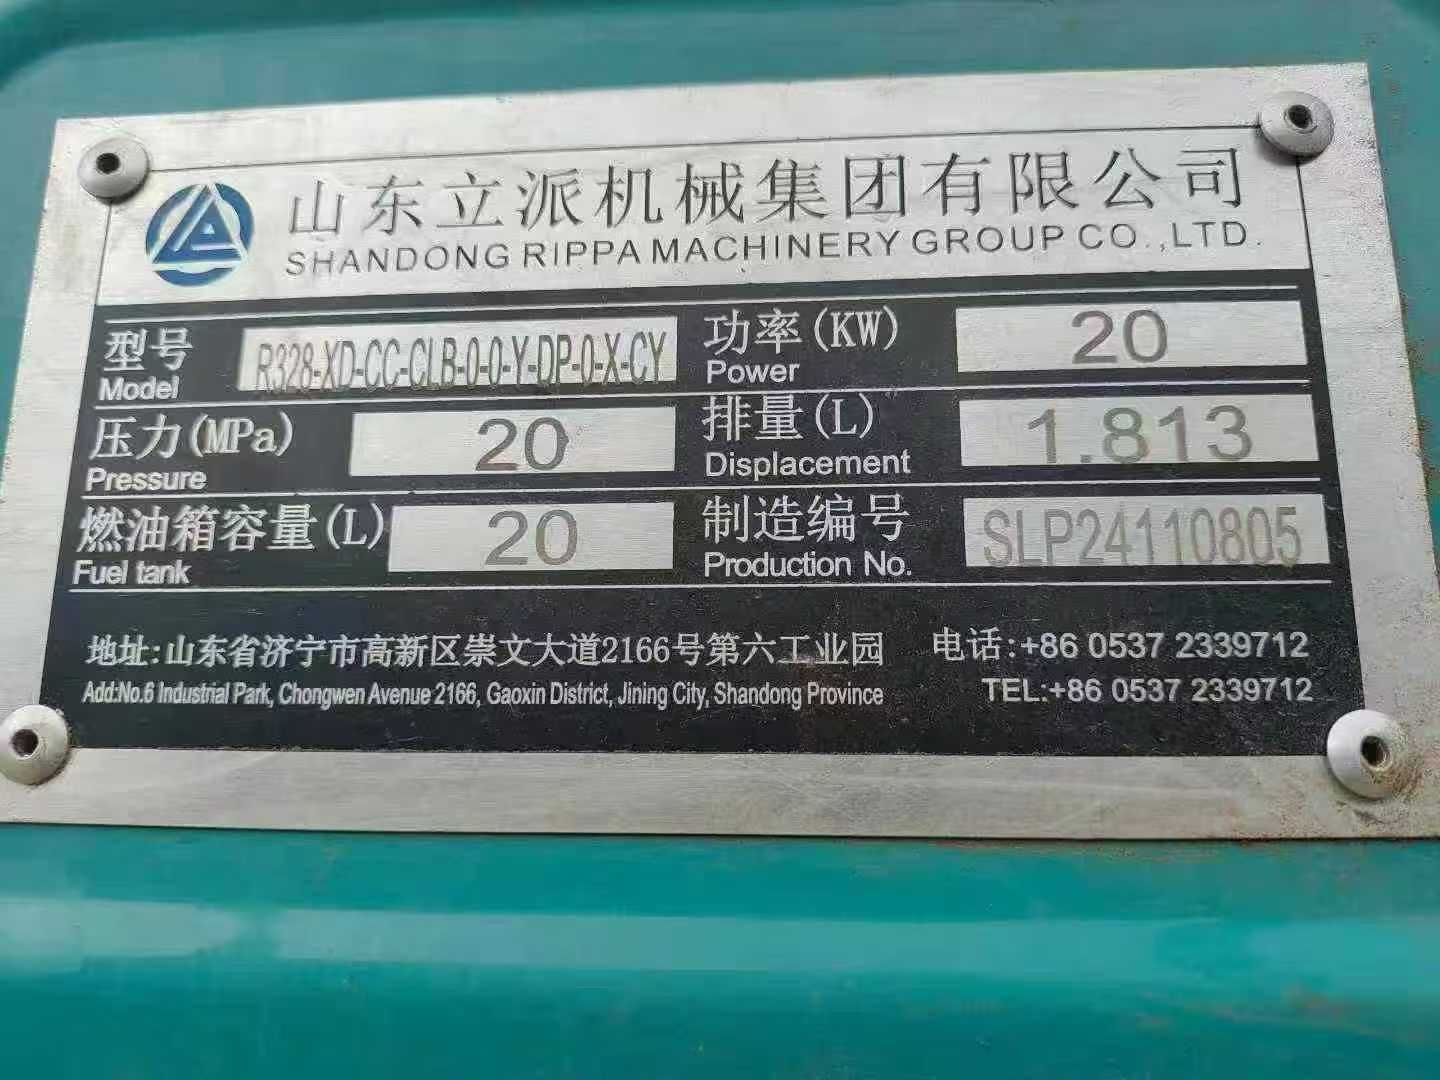 山东立派机械集团有限公司
SHANDONG RIPPA MACHINERY GROUP CO.,LTD.
型号 R328-XD-CC-CLB-0-0-Y-DP-0-X-CY 功率(KW) 20
Model Power
压力(MPa) 20 排量(L) 1.813
Pressure Displacement
燃油箱容量(L) 20 制造编号 SLP24110805
Fuel tank Production No.
地址:山东省济宁市高新区崇文大道2166号第六工业园 电话:+86 0537 2339712
Add:No.6 Industrial Park, Chongwen Avenue 2166, Gaoxin District, Jining City, Shandong Province TEL:+86 0537 2339712